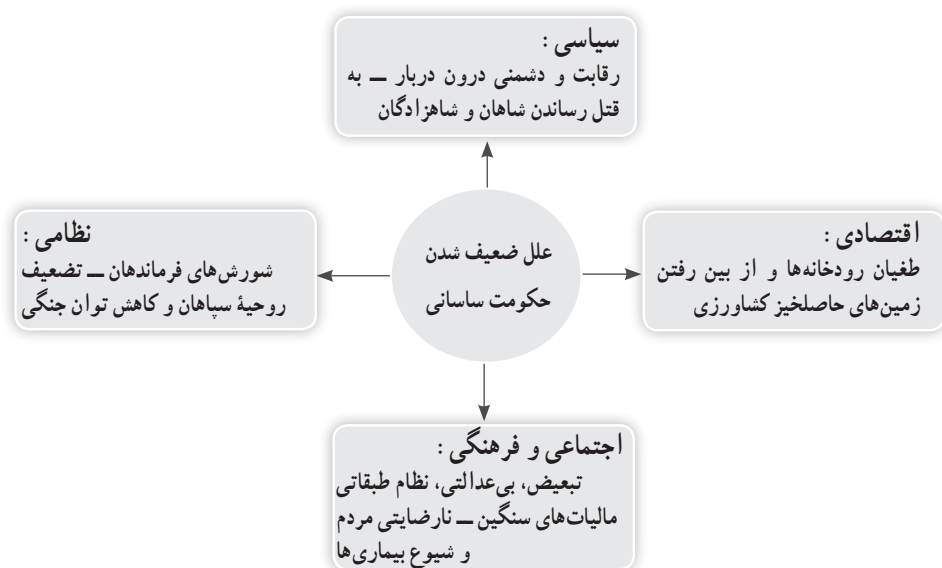 سیاسی :
رقابت و دشمنی درون دربار ــ به
قتل رساندن شاهان و شاهزادگان
علل ضعیف شدن
حکومت ساسانی
اقتصادی :
طغیان رودخانه‌ها و از بین رفتن
زمین‌های حاصلخیز کشاورزی
نظامی :
شورش‌های فرماندهان ــ تضعیف
روحیهٔ سپاهان و کاهش توان جنگی
اجتماعی و فرهنگی :
تبعیض، بی‌عدالتی، نظام طبقاتی
مالیات‌های سنگین ــ نارضایتی مردم
و شیوع بیماری‌ها